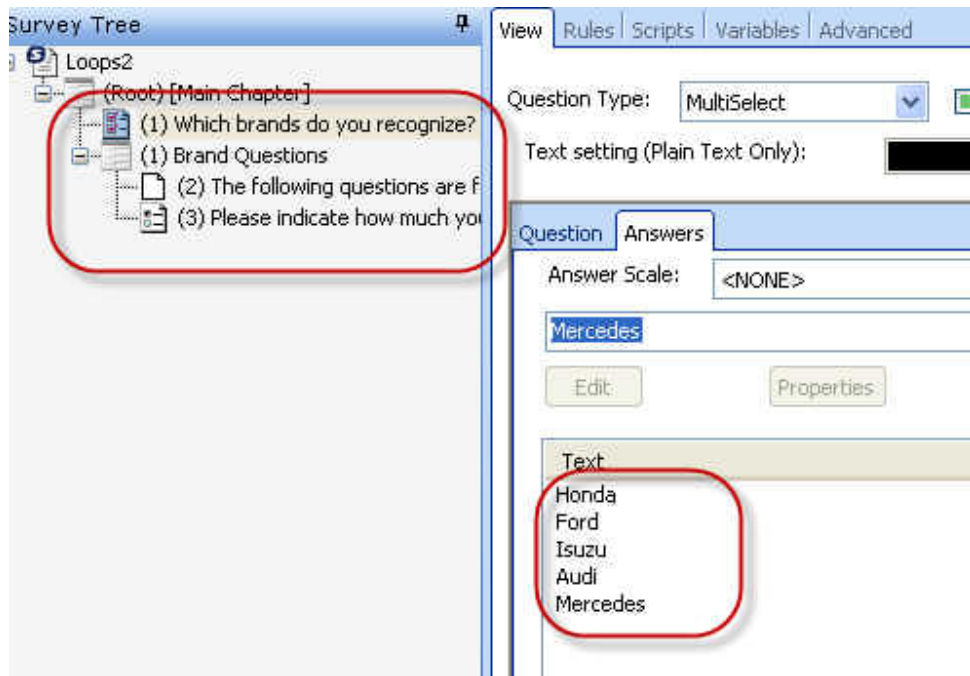 Survey Tree
Loops2
(Root) [Main Chapter]
(1) Which brands do you recognize?
(1) Brand Questions
(2) The following questions are f
(3) Please indicate how much you
View Rules Scripts Variables Advanced
Question Type: MultiSelect
Text setting (Plain Text Only):
Question Answers
Answer Scale: <NONE>
Mercedes
Edit Properties
Text
Honda
Ford
Isuzu
Audi
Mercedes